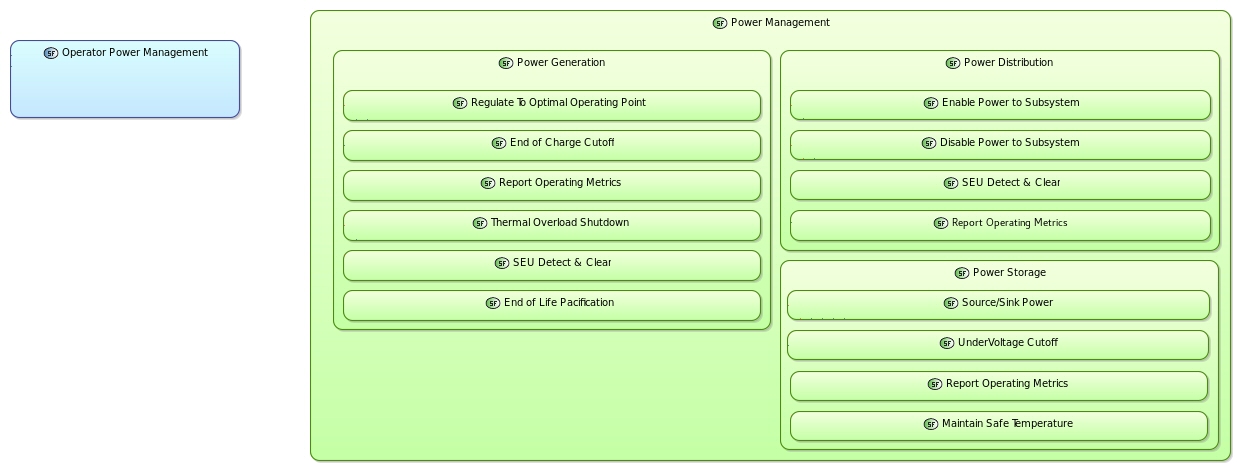 SF Operator Power Management
SF Power Management
SF Power Generation
SF Regulate To Optimal Operating Point
SF End of Charge Cutoff
SF Report Operating Metrics
SF Thermal Overload Shutdown
SF SEU Detect & Clear
SF End of Life Pacification
SF Power Distribution
SF Enable Power to Subsystem
SF Disable Power to Subsystem
SF SEU Detect & Clear
SF Report Operating Metrics
SF Power Storage
SF Source/Sink Power
SF UnderVoltage Cutoff
SF Report Operating Metrics
SF Maintain Safe Temperature